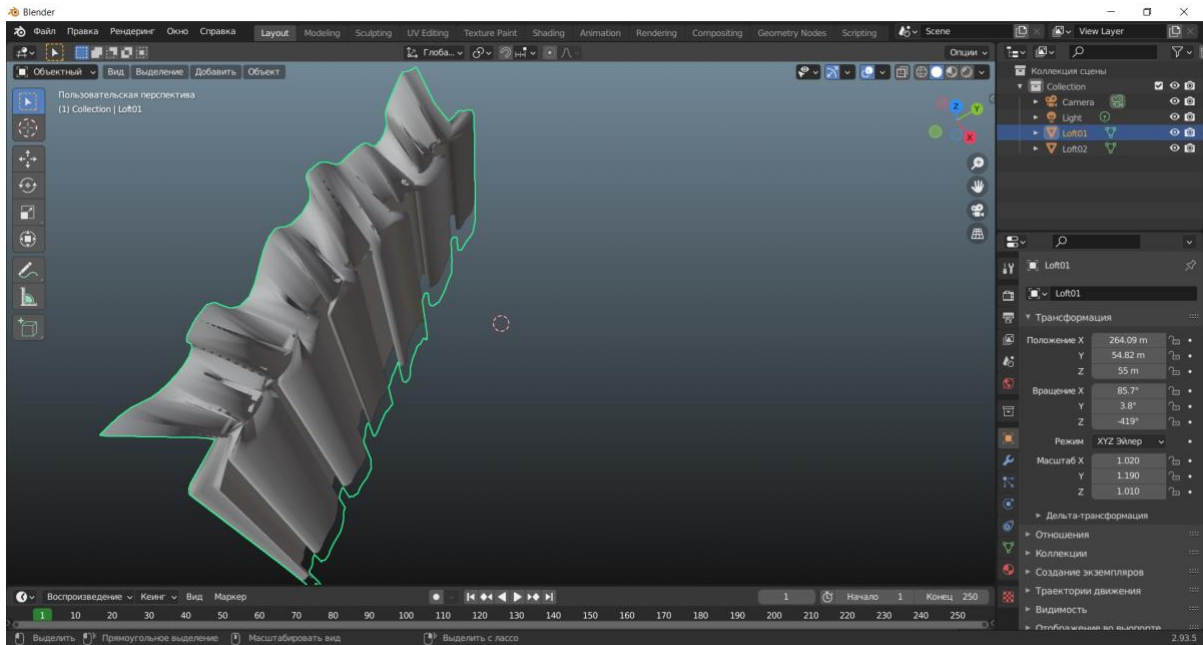 Blender
Файл Правка Рендеринг Окно Справка Layout Modeling Sculpting UV Editing Texture Paint Shading Animation Rendering Compositing Geometry Nodes Scripting Scene View Layer
Глоба... Опции
Объектный Вид Выделение Добавить Объект
Пользовательская перспектива
(1) Collection | Loft01
Z Y X
Коллекция сцены
Collection
Camera
Light
Loft01
Loft02
Loft01
Loft01
Трансформация
Положение X 264.09 m
Y 54.82 m
Z 55 m
Вращение X 85.7°
Y 3.8°
Z -419°
Режим XYZ Эйлер
Масштаб X 1.020
Y 1.190
Z 1.010
Дельта-трансформация
Отношения
Коллекции
Создание экземпляров
Траектории движения
Видимость
Отображение во вьюпорте
Воспроизведение Кеинг Вид Маркер 1 Начало 1 Конец 250
1 10 20 30 40 50 60 70 80 90 100 110 120 130 140 150 160 170 180 190 200 210 220 230 240 250
Выделить Прямоугольное выделение Масштабировать вид Выделить с лассо 2.93.5